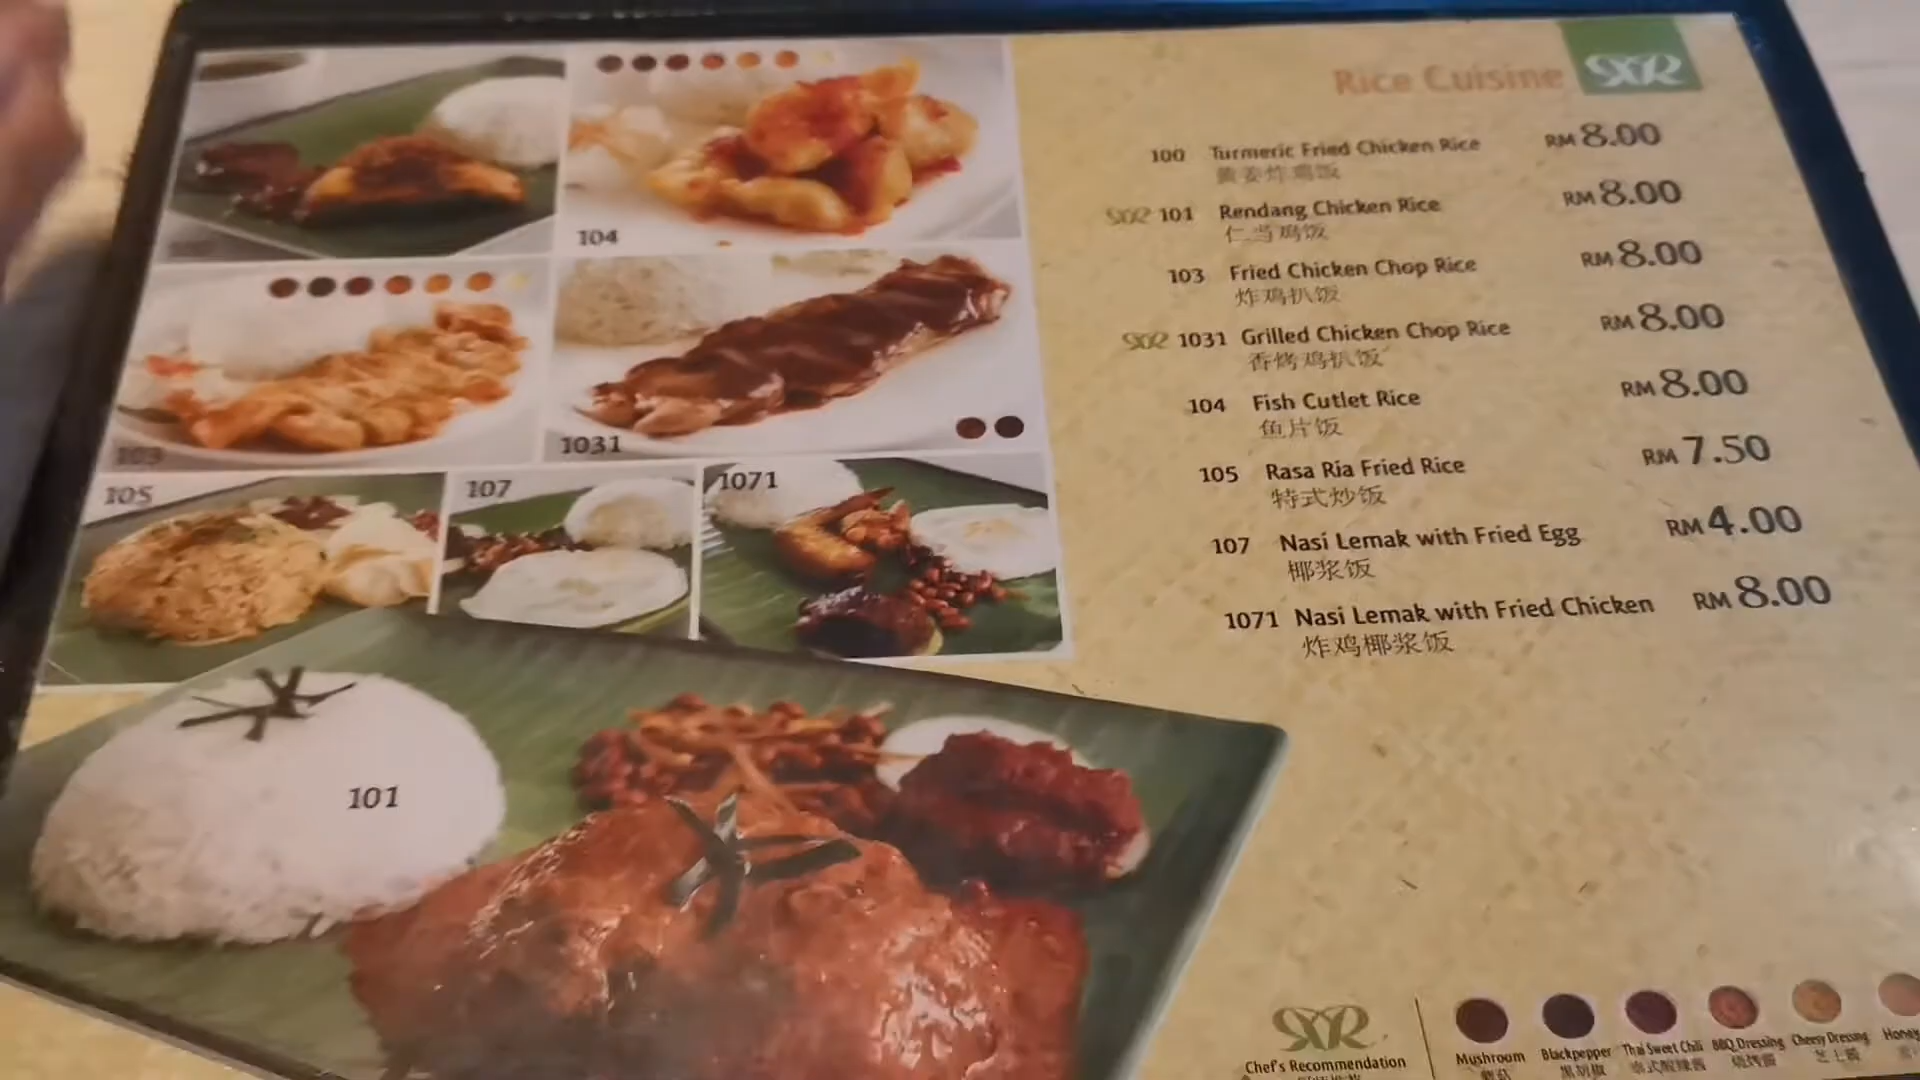 Rice Cuisine
100 Turmeric Fried Chicken Rice RM 8.00
黄姜炸鸡饭
101 Rendang Chicken Rice RM 8.00
仁当鸡饭
103 Fried Chicken Chop Rice RM 8.00
炸鸡扒饭
1031 Grilled Chicken Chop Rice RM 8.00
香烤鸡扒饭
104 Fish Cutlet Rice RM 8.00
鱼片饭
105 Rasa Ria Fried Rice RM 7.50
特式炒饭
107 Nasi Lemak with Fried Egg RM 4.00
椰浆饭
1071 Nasi Lemak with Fried Chicken RM 8.00
炸鸡椰浆饭
104
103
1031
105
107
1071
101
Chef's Recommendation
Mushroom
Blackpepper
黑胡椒
Thai Sweet Chili
泰式酸辣酱
BBQ Dressing
烧烤酱
Cheesy Dressing
芝士酱
Honey